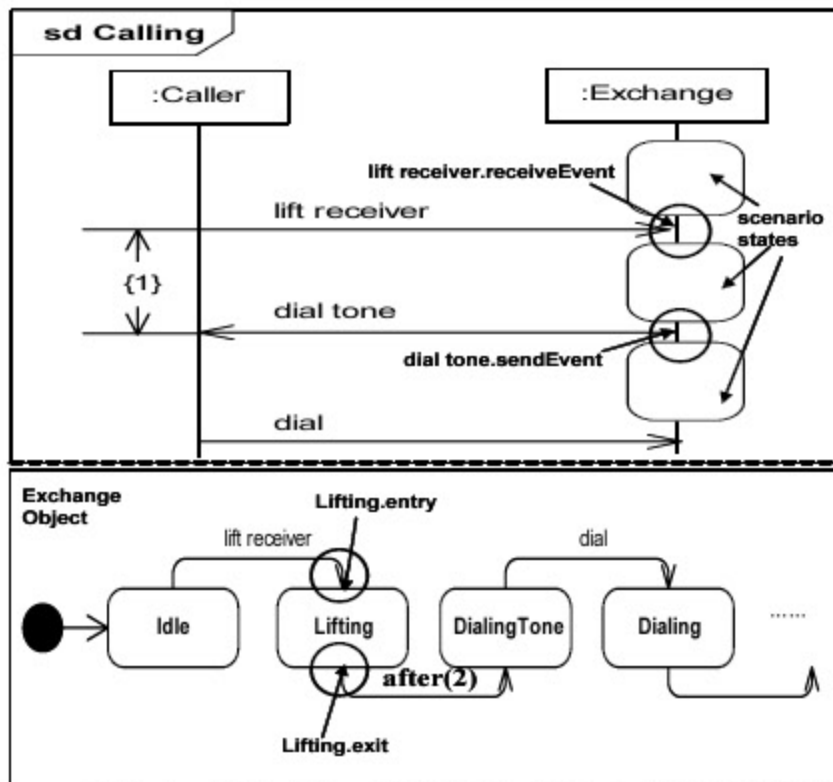 sd Calling
:Caller
:Exchange
lift receiver.receiveEvent
lift receiver
scenario
states
{1}
dial tone
dial tone.sendEvent
dial
Exchange
Object
Lifting.entry
lift receiver
dial
Idle
Lifting
DialingTone
Dialing
......
after(2)
Lifting.exit